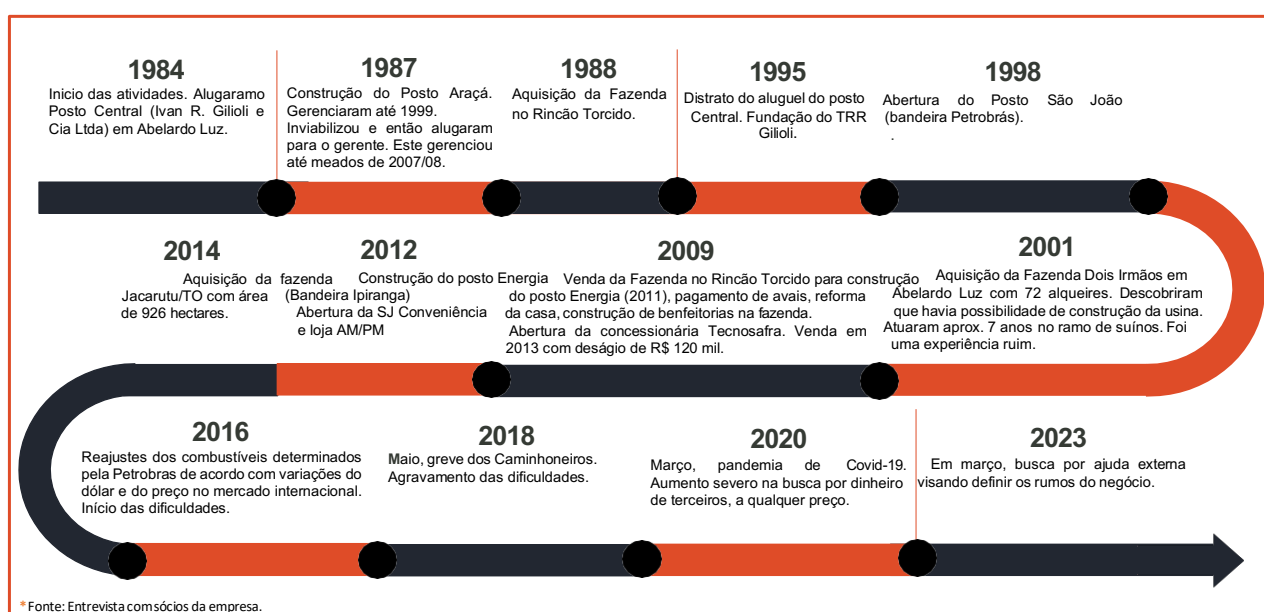 1984
Inicio das atividades. Alugaramo
Posto Central (Ivan R. Gilioli e
Cia Ltda) em Abelardo Luz.
1987
Construção do Posto Araçá.
Gerenciaram até 1999.
Inviabilizou e então alugaram
para o gerente. Este gerenciou
até meados de 2007/08.
1988
Aquisição da Fazenda
no Rincão Torcido.
1995
Distrato do aluguel do posto
Central. Fundação do TRR
Gilioli.
1998
Abertura do Posto São João
(bandeira Petrobrás).
.
2014
Aquisição da fazenda
Jacarutu/TO com área
de 926 hectares.
2012
Construção do posto Energia
(Bandeira Ipiranga)
Abertura da SJ Conveniência
e loja AM/PM
2009
Venda da Fazenda no Rincão Torcido para construção
do posto Energia (2011), pagamento de avais, reforma
da casa, construção de benfeitorias na fazenda.
Abertura da concessionária Tecnosafra. Venda em
2013 com deságio de R$ 120 mil.
2001
Aquisição da Fazenda Dois Irmãos em
Abelardo Luz com 72 alqueires. Descobriram
que havia possibilidade de construção da usina.
Atuaram aprox. 7 anos no ramo de suínos. Foi
uma experiência ruim.
2016
Reajustes dos combustíveis determinados
pela Petrobras de acordo com variações do
dólar e do preço no mercado internacional.
Início das dificuldades.
2018
Maio, greve dos Caminhoneiros.
Agravamento das dificuldades.
2020
Março, pandemia de Covid-19.
Aumento severo na busca por dinheiro
de terceiros, a qualquer preço.
2023
Em março, busca por ajuda externa
visando definir os rumos do negócio.
* Fonte: Entrevista com sócios da empresa.